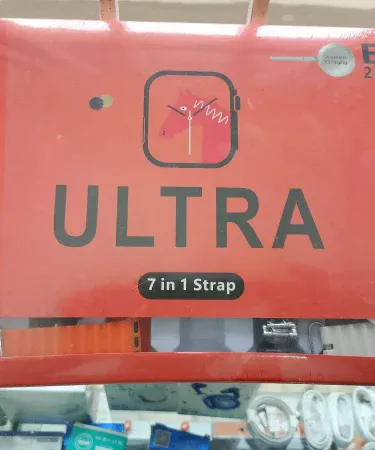 ULTRA
7 in 1 Strap